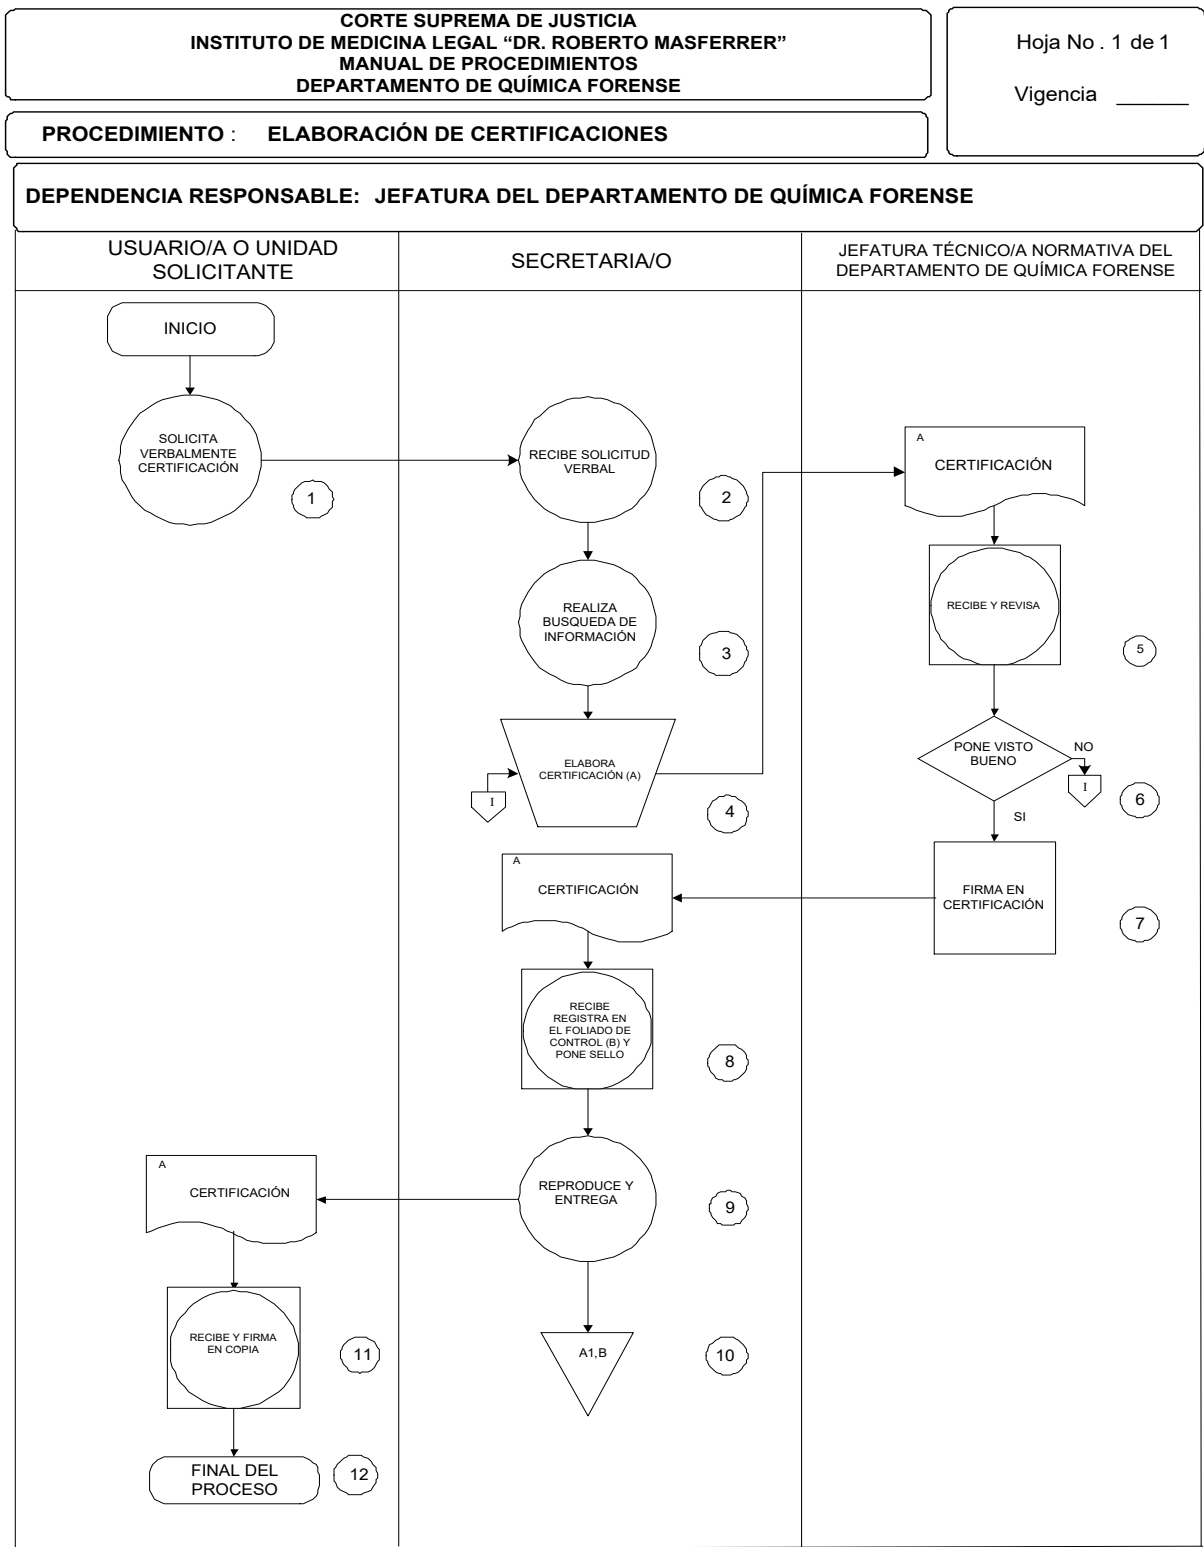 CORTE SUPREMA DE JUSTICIA
INSTITUTO DE MEDICINA LEGAL “DR. ROBERTO MASFERRER”
MANUAL DE PROCEDIMIENTOS
DEPARTAMENTO DE QUÍMICA FORENSE
Hoja No . 1 de 1
Vigencia ______
PROCEDIMIENTO : ELABORACIÓN DE CERTIFICACIONES
DEPENDENCIA RESPONSABLE: JEFATURA DEL DEPARTAMENTO DE QUÍMICA FORENSE
USUARIO/A O UNIDAD
SOLICITANTE
SECRETARIA/O
JEFATURA TÉCNICO/A NORMATIVA DEL
DEPARTAMENTO DE QUÍMICA FORENSE
INICIO
SOLICITA
VERBALMENTE
CERTIFICACIÓN
1
RECIBE SOLICITUD
VERBAL
2
REALIZA
BUSQUEDA DE
INFORMACIÓN
3
ELABORA
CERTIFICACIÓN (A)
I
4
A
CERTIFICACIÓN
RECIBE Y REVISA
5
PONE VISTO
BUENO
NO
I
6
SI
FIRMA EN
CERTIFICACIÓN
7
A
CERTIFICACIÓN
RECIBE
REGISTRA EN
EL FOLIADO DE
CONTROL (B) Y
PONE SELLO
8
REPRODUCE Y
ENTREGA
9
A1,B
10
A
CERTIFICACIÓN
RECIBE Y FIRMA
EN COPIA
11
FINAL DEL
PROCESO
12